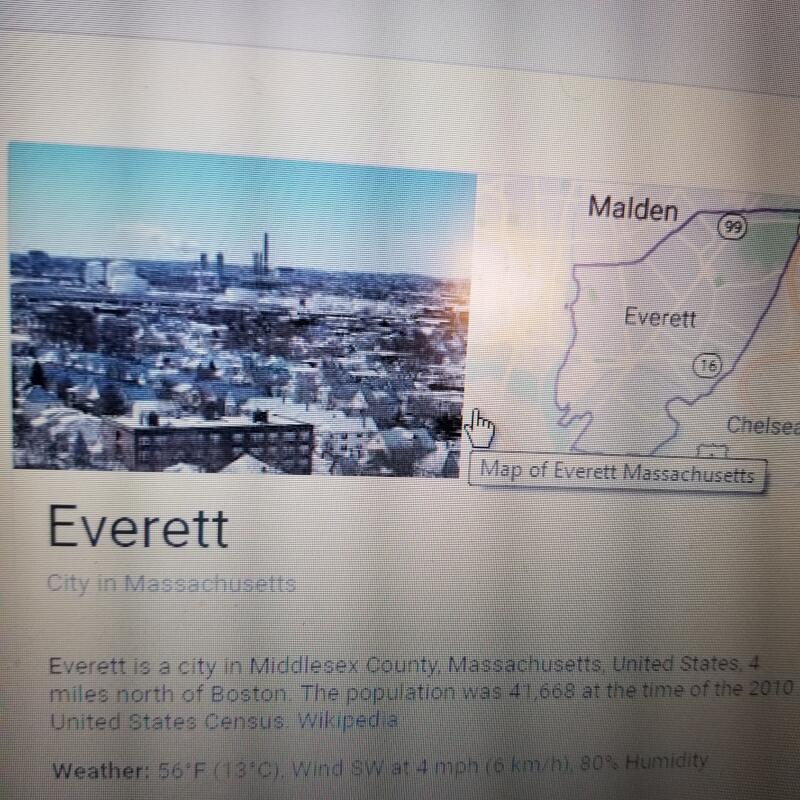 Malden
99
Everett
16
Chelsea
Map of Everett Massachusetts
Everett
City in Massachusetts
Everett is a city in Middlesex County, Massachusetts, United States, 4
miles north of Boston. The population was 41,668 at the time of the 2010
United States Census. Wikipedia
Weather: 56°F (13°C), Wind SW at 4 mph (6 km/h), 80% Humidity